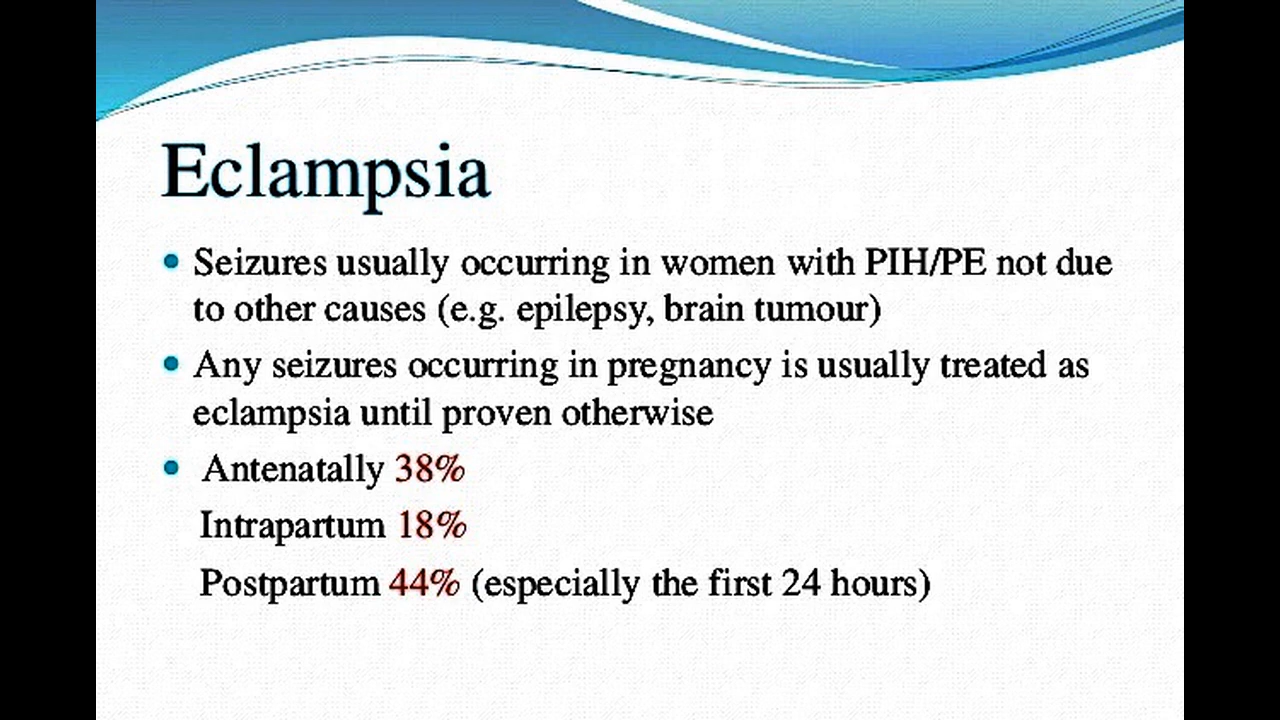 Eclampsia
• Seizures usually occurring in women with PIH/PE not due
to other causes (e.g. epilepsy, brain tumour)
• Any seizures occurring in pregnancy is usually treated as
eclampsia until proven otherwise
• Antenatally 38%
Intrapartum 18%
Postpartum 44% (especially the first 24 hours)